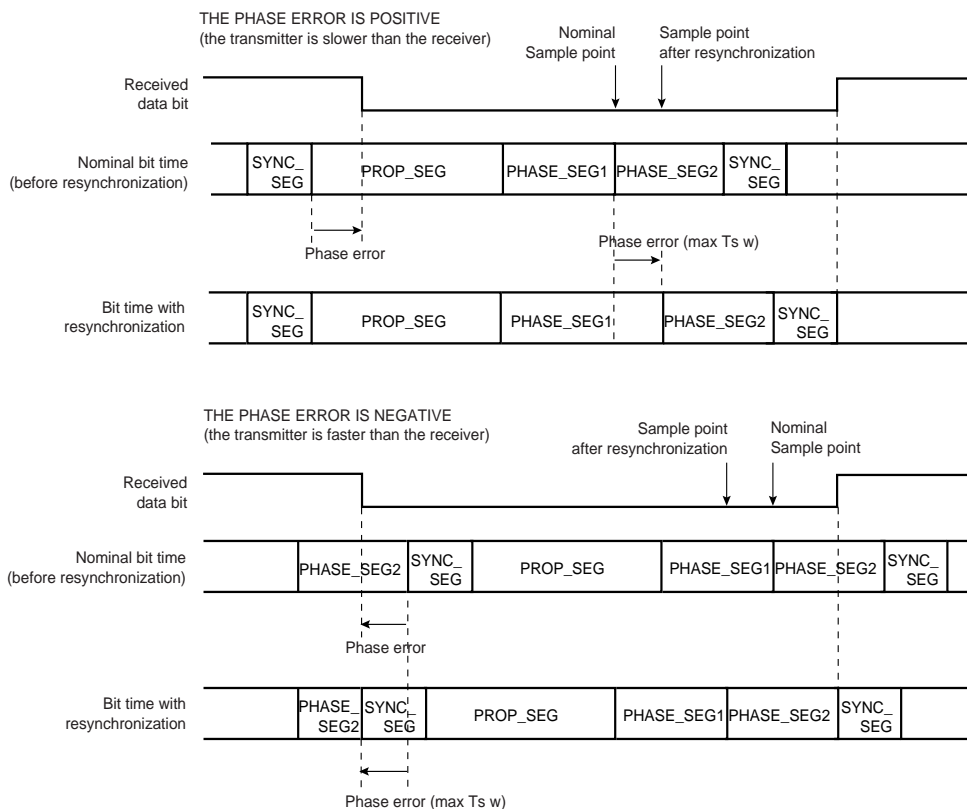 THE PHASE ERROR IS POSITIVE
(the transmitter is slower than the receiver)
Nominal
Sample point
Sample point
after resynchronization
Received
data bit
Nominal bit time
(before resynchronization)
SYNC_
SEG
PROP_SEG
PHASE_SEG1
PHASE_SEG2
SYNC_
SEG
Phase error
Phase error (max Ts w)
Bit time with
resynchronization
SYNC_
SEG
PROP_SEG
PHASE_SEG1
PHASE_SEG2
SYNC_
SEG
THE PHASE ERROR IS NEGATIVE
(the transmitter is faster than the receiver)
Sample point
after resynchronization
Nominal
Sample point
Received
data bit
Nominal bit time
(before resynchronization)
PHASE_SEG2
SYNC_
SEG
PROP_SEG
PHASE_SEG1
PHASE_SEG2
SYNC_
SEG
Phase error
Bit time with
resynchronization
PHASE_
SEG2
SYNC_
SEG
PROP_SEG
PHASE_SEG1
PHASE_SEG2
SYNC_
SEG
Phase error (max Ts w)